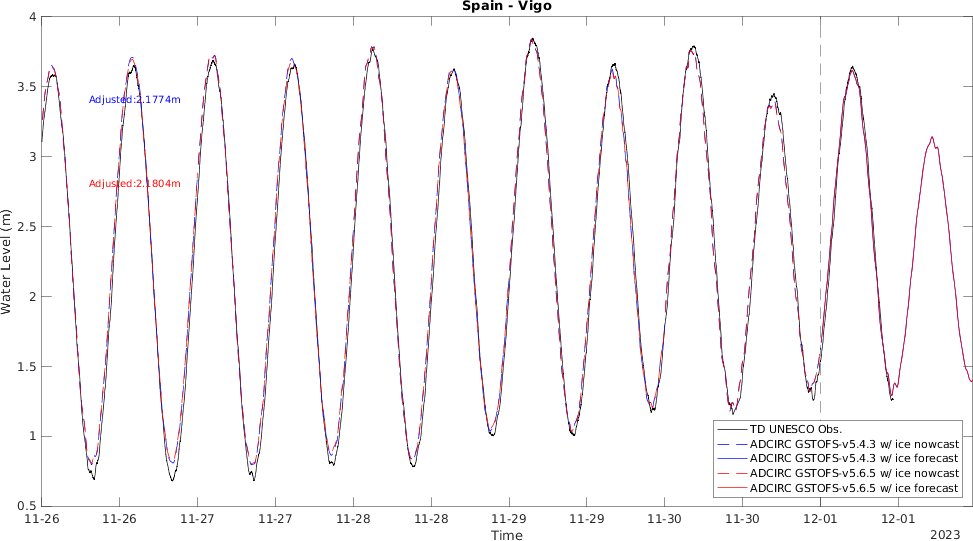 Spain - Vigo
4
3.5
3
2.5
2
1.5
1
0.5
Water Level (m)
Adjusted:2.1774m
Adjusted:2.1804m
TD UNESCO Obs.
ADCIRC GSTOFS-v5.4.3 w/ ice nowcast
ADCIRC GSTOFS-v5.4.3 w/ ice forecast
ADCIRC GSTOFS-v5.6.5 w/ ice nowcast
ADCIRC GSTOFS-v5.6.5 w/ ice forecast
11-26 11-26 11-27 11-27 11-28 11-28 11-29 11-29 11-30 11-30 12-01 12-01
Time
2023